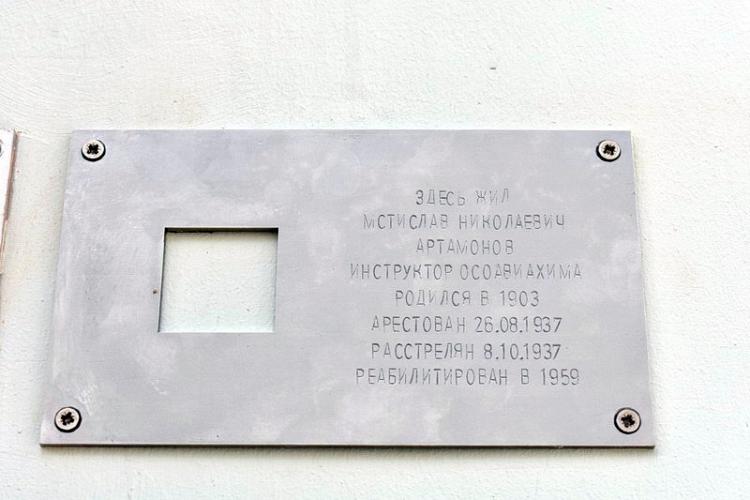 ЗДЕСЬ ЖИЛ
МСТИСЛАВ НИКОЛАЕВИЧ
АРТАМОНОВ
ИНСТРУКТОР ОСОАВИАХИМА
РОДИЛСЯ В 1903
АРЕСТОВАН 26.08.1937
РАССТРЕЛЯН 8.10.1937
РЕАБИЛИТИРОВАН В 1959